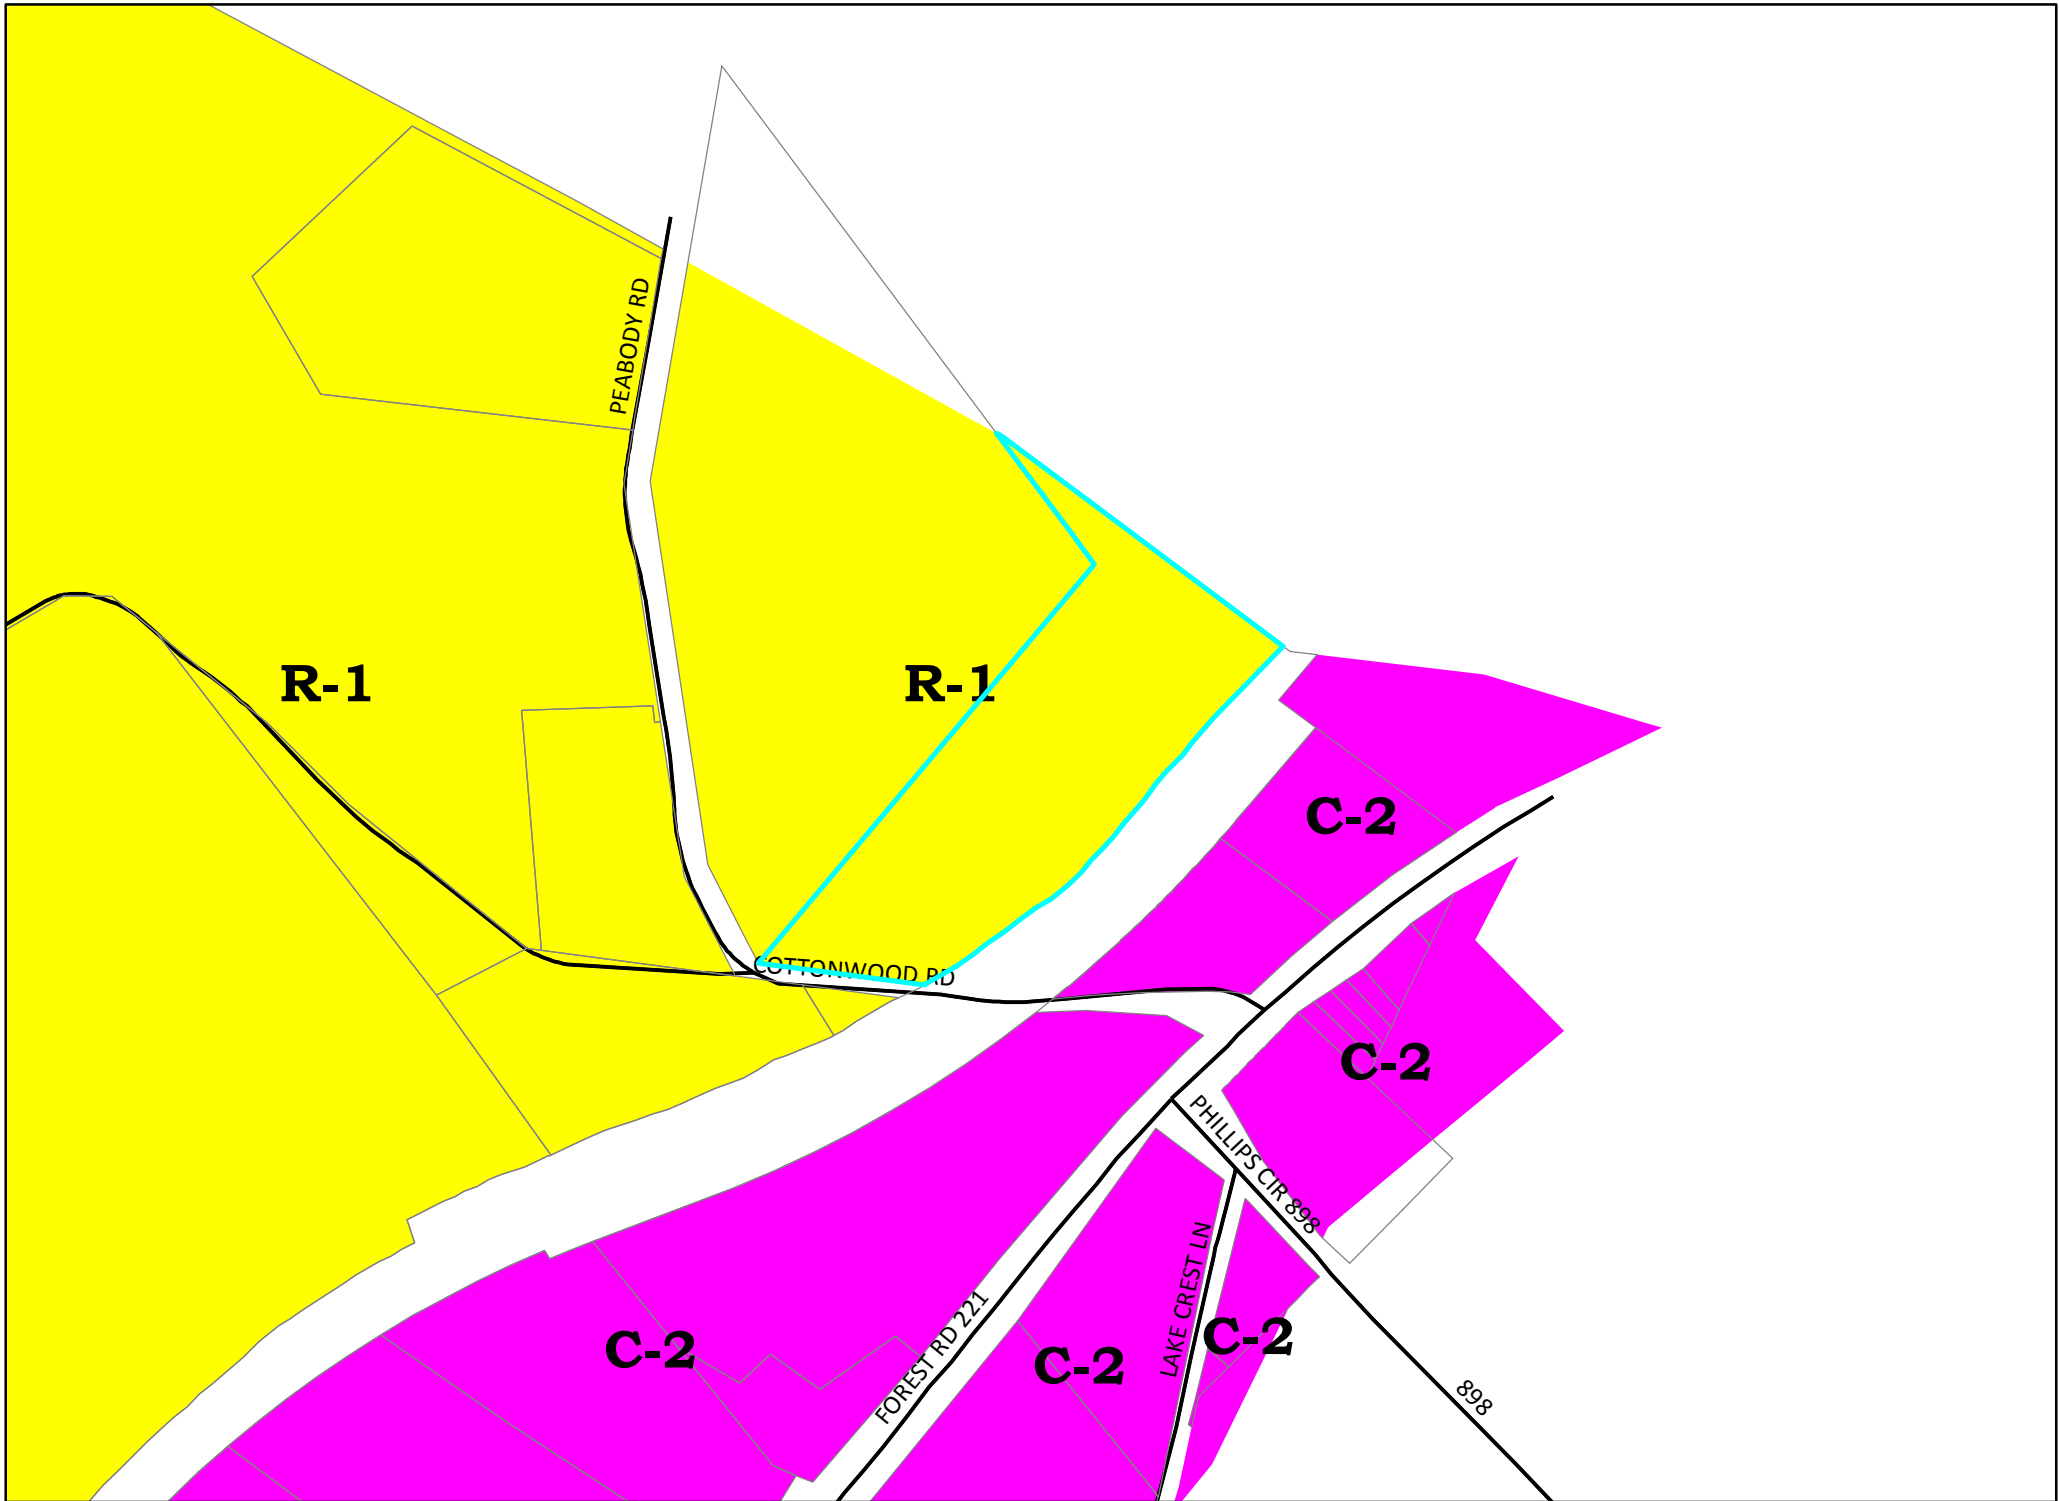 PEABODY RD
R-1
R-1
C-2
COTTONWOOD RD
C-2
PHILLIPS CIR 898
LAKE CREST LN
FOREST RD 221
C-2
C-2
C-2
898